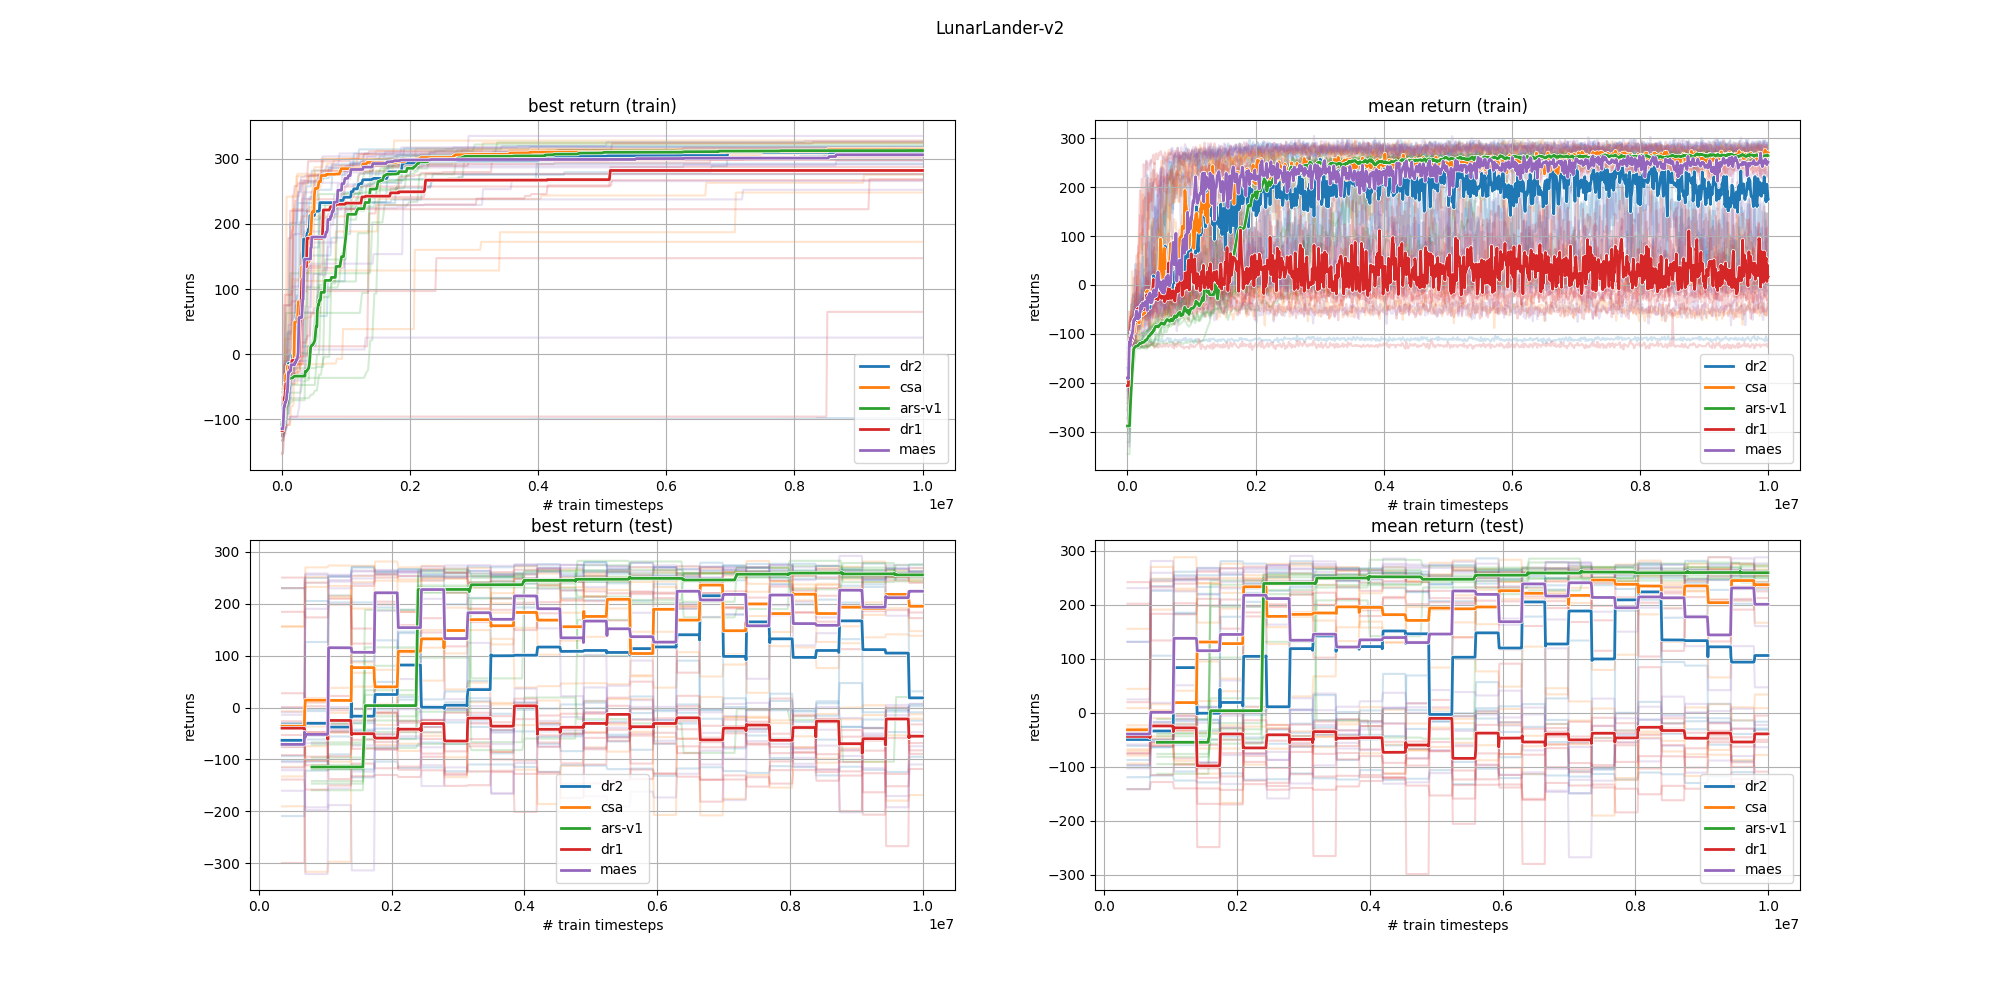 LunarLander-v2
best return (train)
returns
300
200
100
0
−100
0.0 0.2 0.4 0.6 0.8 1.0
1e7
# train timesteps
dr2
csa
ars-v1
dr1
maes
mean return (train)
returns
300
200
100
0
−100
−200
−300
0.0 0.2 0.4 0.6 0.8 1.0
1e7
# train timesteps
dr2
csa
ars-v1
dr1
maes
best return (test)
returns
300
200
100
0
−100
−200
−300
0.0 0.2 0.4 0.6 0.8 1.0
1e7
# train timesteps
dr2
csa
ars-v1
dr1
maes
mean return (test)
returns
300
200
100
0
−100
−200
−300
0.0 0.2 0.4 0.6 0.8 1.0
1e7
# train timesteps
dr2
csa
ars-v1
dr1
maes